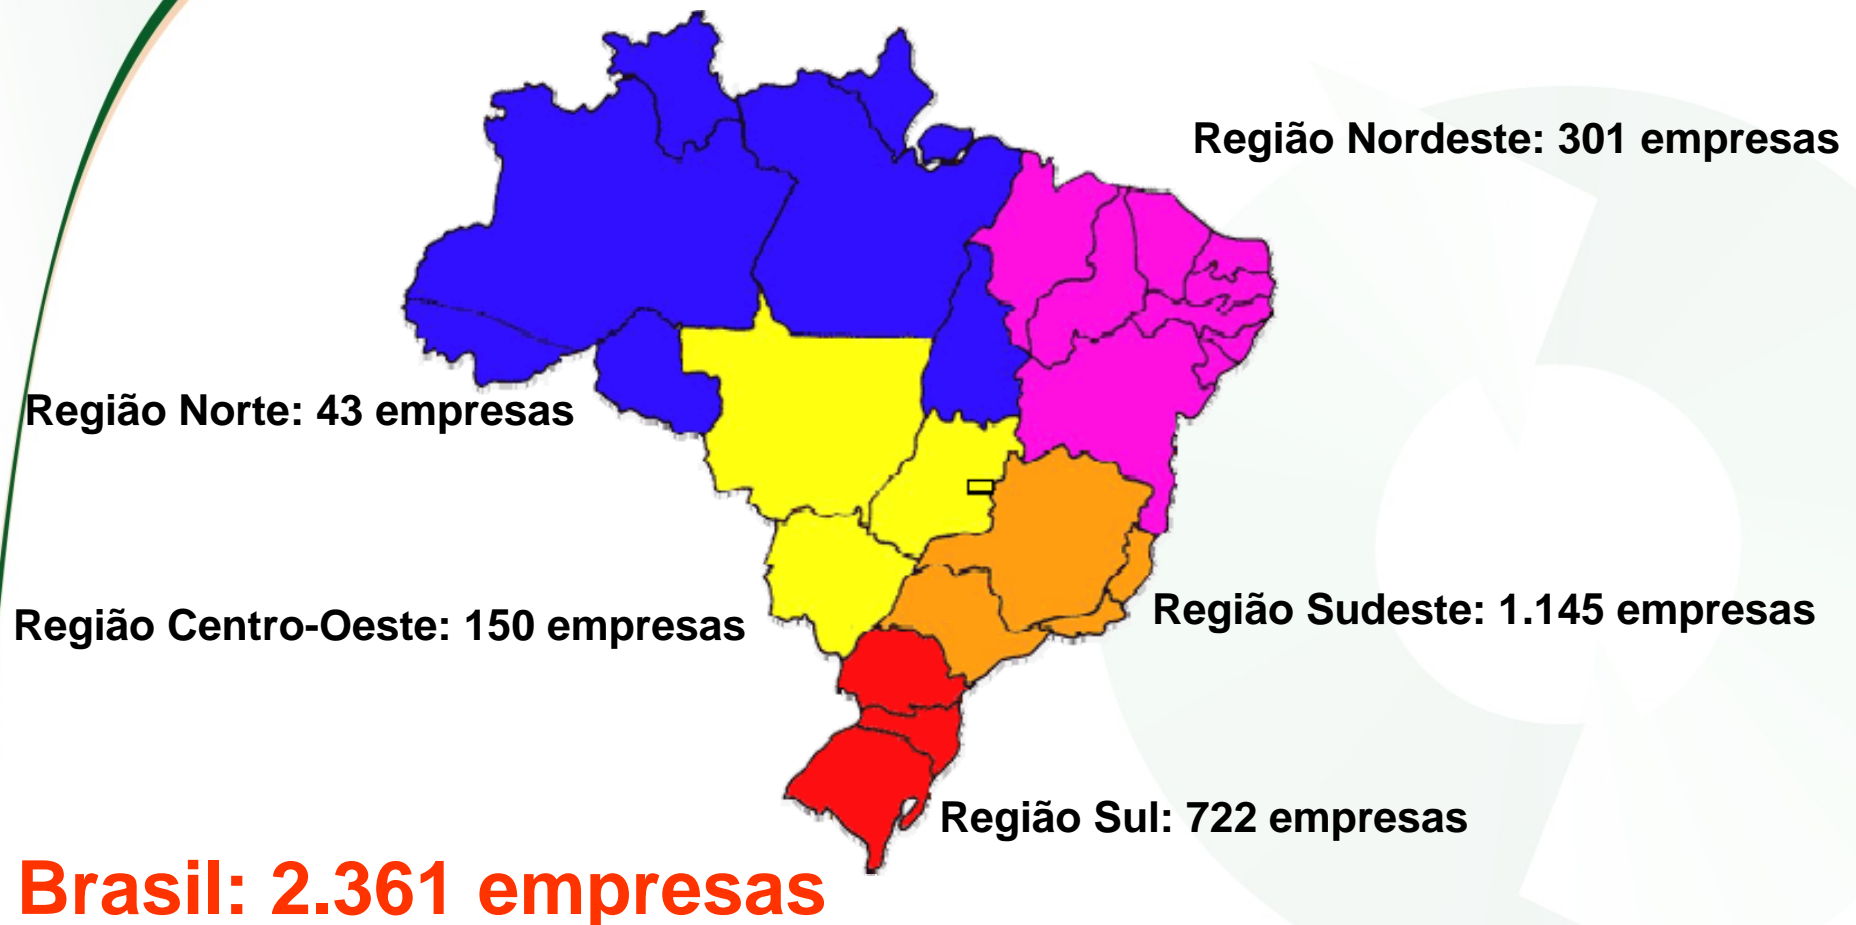 Região Nordeste: 301 empresas
Região Norte: 43 empresas
Região Centro-Oeste: 150 empresas
Região Sudeste: 1.145 empresas
Região Sul: 722 empresas
Brasil: 2.361 empresas